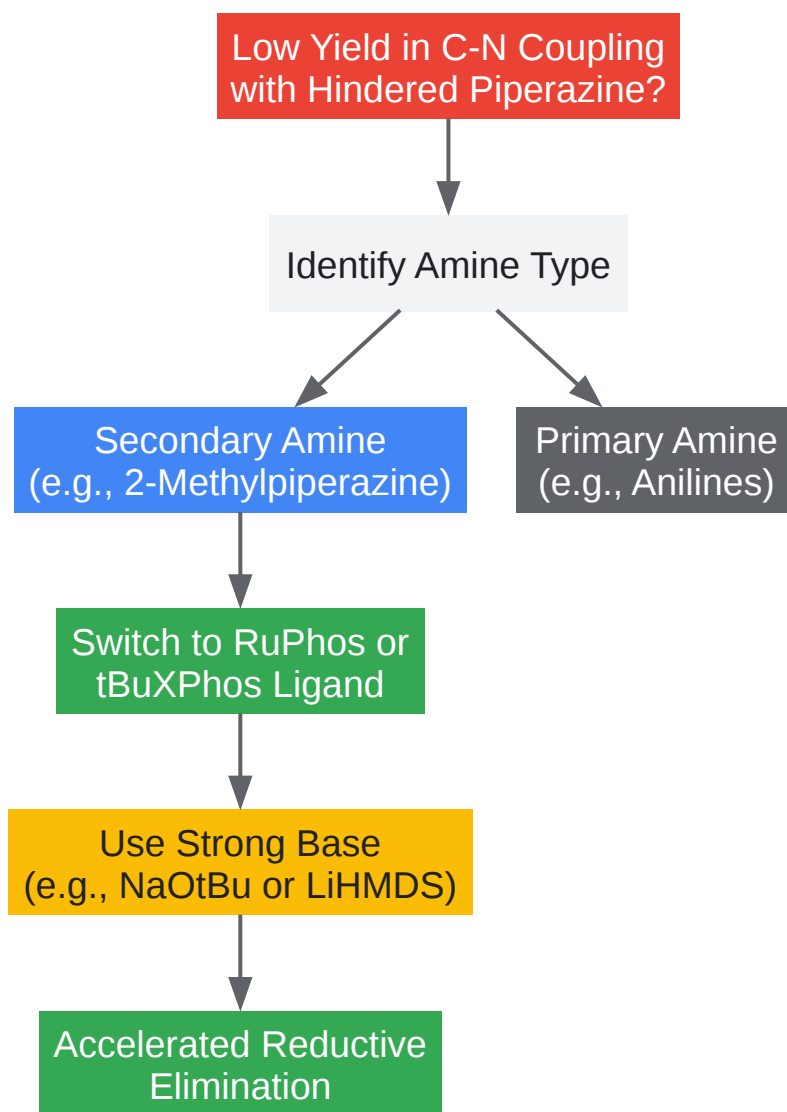 Low Yield in C-N Coupling
with Hindered Piperazine?
Identify Amine Type
Secondary Amine
(e.g., 2-Methylpiperazine)
Primary Amine
(e.g., Anilines)
Switch to RuPhos or
tBuXPhos Ligand
Use Strong Base
(e.g., NaOtBu or LiHMDS)
Accelerated Reductive
Elimination